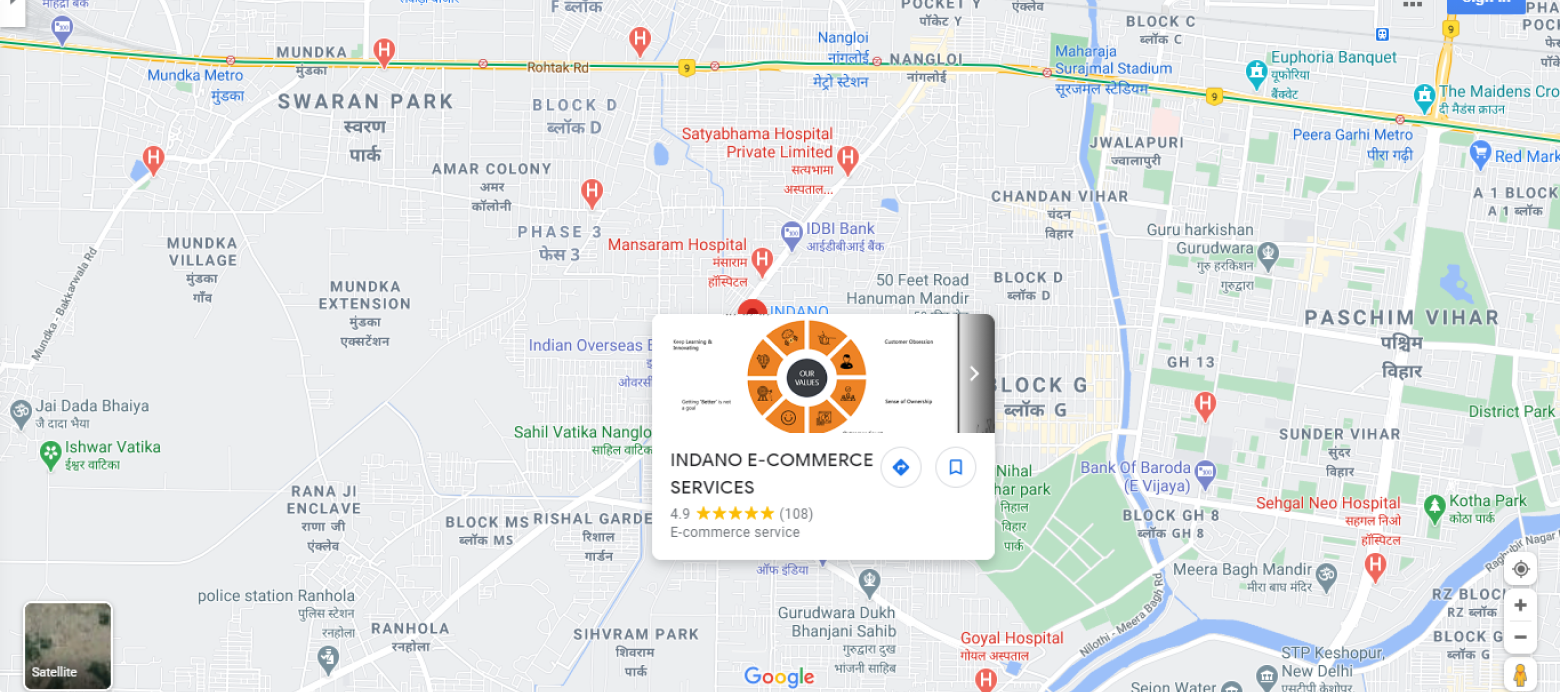 महिंद्रा बैंक
F ब्लॉक
POCKET Y
पॉकेट Y
एंक्लेव
BLOCK C
ब्लॉक C
Sign in
9
MUNDKA
मुंडका
Rohtak Rd
9
Nangloi
नांगलोई
मेट्रो स्टेशन
NANGLOI
नांगलोई
Maharaja
Surajmal Stadium
सूरजमल स्टेडियम
9
Euphoria Banquet
यूफोरिया
बैंक्वेट
The Maidens Cro
दी मैडंस क्राउन
Mundka Metro
मुंडका
SWARAN PARK
स्वरण
पार्क
BLOCK D
ब्लॉक D
Satyabhama Hospital
Private Limited
सत्यभामा
अस्पताल...
JWALAPURI
ज्वालापुरी
Peera Garhi Metro
पीरा गढ़ी
Red Mark
AMAR COLONY
अमर
कॉलोनी
CHANDAN VIHAR
चंदन
विहार
A 1 BLOCK
A 1 ब्लॉक
MUNDKA
VILLAGE
मुंडका
गाँव
PHASE 3
फेस 3
Mansaram Hospital
मंसाराम
हॉस्पिटल
IDBI Bank
आईडीबीआई बैंक
Guru harkishan
Gurudwara
गुरु हरकिशन
गुरुद्वारा
Mundka - Bakkarwala Rd
MUNDKA
EXTENSION
मुंडका
एक्सटेंशन
50 Feet Road
Hanuman Mandir
BLOCK D
ब्लॉक D
INDANO
PASCHIM VIHAR
पश्चिम
विहार
Indian Overseas B
ओवरसी
Keep Learning &
Innovating
Customer Obsession
OUR
VALUES
Getting "Better" is not
a goal
Sense of Ownership
GH 13
BLOCK G
ब्लॉक G
Jai Dada Bhaiya
जै दादा भैया
Ishwar Vatika
ईश्वर वाटिका
District Park
Sahil Vatika Nanglo
साहिल वाटिक
INDANO E-COMMERCE
SERVICES
4.9 (108)
E-commerce service
SUNDER VIHAR
सुंदर
विहार
Nihal
har park
निहाल
विहार
पार्क
Bank Of Baroda
(E Vijaya)
RANA JI
ENCLAVE
राणा जी
एंक्लेव
BLOCK MS
ब्लॉक MS
RISHAL GARDE
रिशाल
गार्डन
BLOCK GH 8
ब्लॉक GH 8
Sehgal Neo Hospital
सहगल निओ
हॉस्पिटल
Kotha Park
कोठा पार्क
ऑफ इंडिया
Meera Bagh Mandir
मीरा बाघ मंदिर
police station Ranhola
पुलिस स्टेशन
रनहोला
RANHOLA
रनहोला
SIHVRAM PARK
शिवराम
पार्क
Gurudwara Dukh
Bhanjani Sahib
गुरुद्वारा दुख
भांजनी साहिब
Goyal Hospital
गोयल अस्पताल
Nilothi - Meera Bagh Rd
RZ BLOC
RZ ब्लॉक
BLOCK G
ब्लॉक G
STP Keshopur,
New Delhi
एसटीपी केशोपुर
Satellite
Google